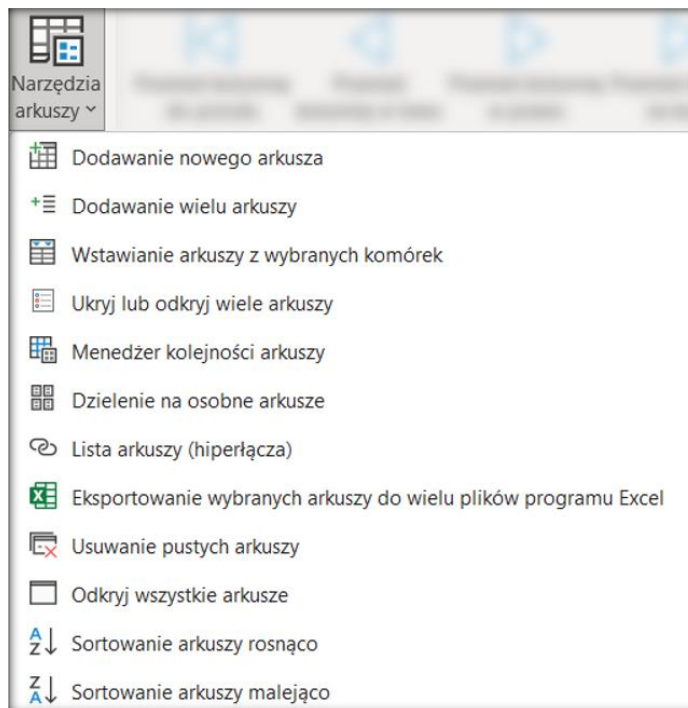 Narzędzia
arkuszy
Dodawanie nowego arkusza
Dodawanie wielu arkuszy
Wstawianie arkuszy z wybranych komórek
Ukryj lub odkryj wiele arkuszy
Menedżer kolejności arkuszy
Dzielenie na osobne arkusze
Lista arkuszy (hiperłącza)
Eksportowanie wybranych arkuszy do wielu plików programu Excel
Usuwanie pustych arkuszy
Odkryj wszystkie arkusze
Sortowanie arkuszy rosnąco
Sortowanie arkuszy malejąco